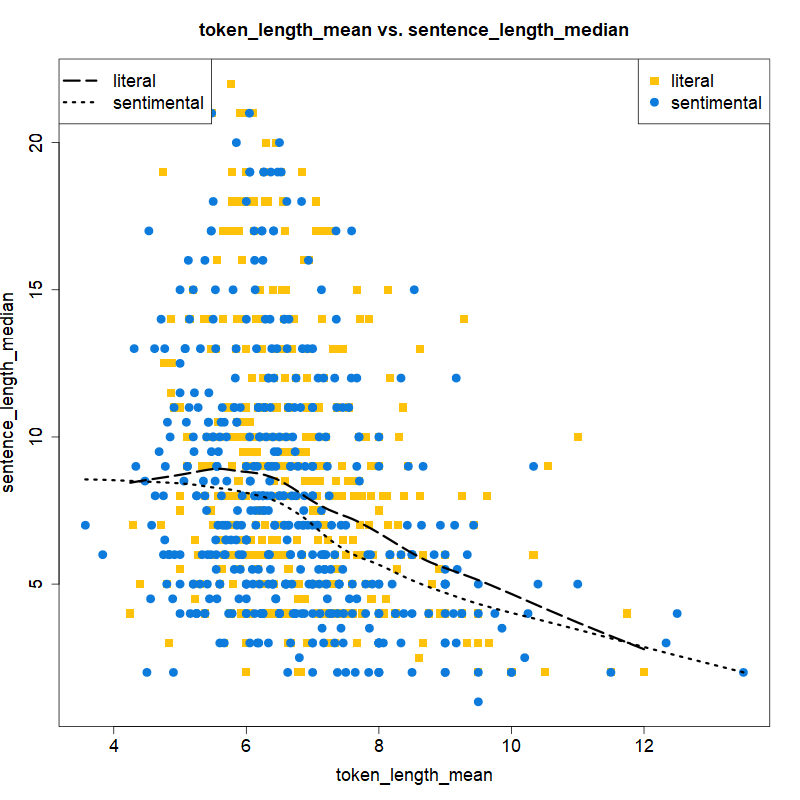 token_length_mean vs. sentence_length_median
literal
sentimental
literal
sentimental
20
15
10
5
sentence_length_median
4
6
8
10
12
token_length_mean